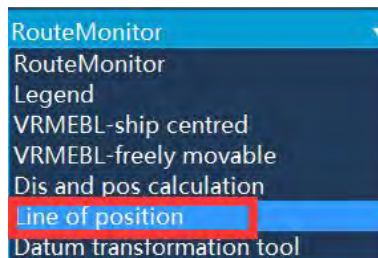 RouteMonitor
RouteMonitor
Legend
VRMEBL-ship centred
VRMEBL-freely movable
Dis and pos calculation
Line of position
Datum transformation tool